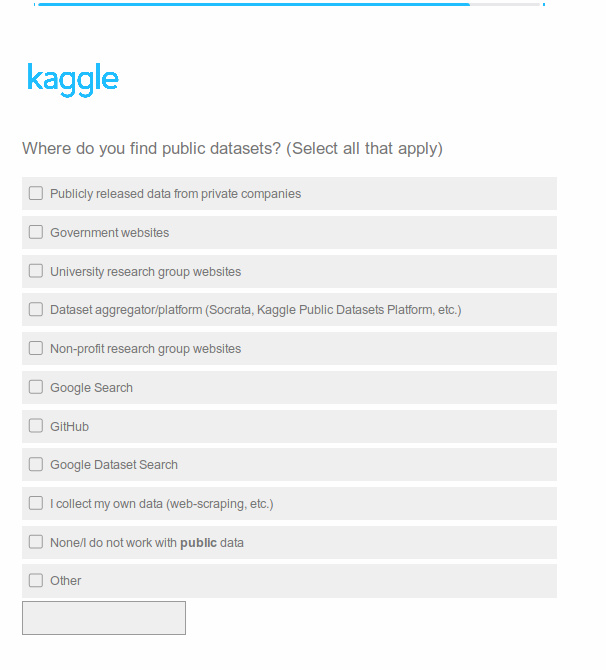 kaggle
Where do you find public datasets? (Select all that apply)
Publicly released data from private companies
Government websites
University research group websites
Dataset aggregator/platform (Socrata, Kaggle Public Datasets Platform, etc.)
Non-profit research group websites
Google Search
GitHub
Google Dataset Search
I collect my own data (web-scraping, etc.)
None/I do not work with public data
Other